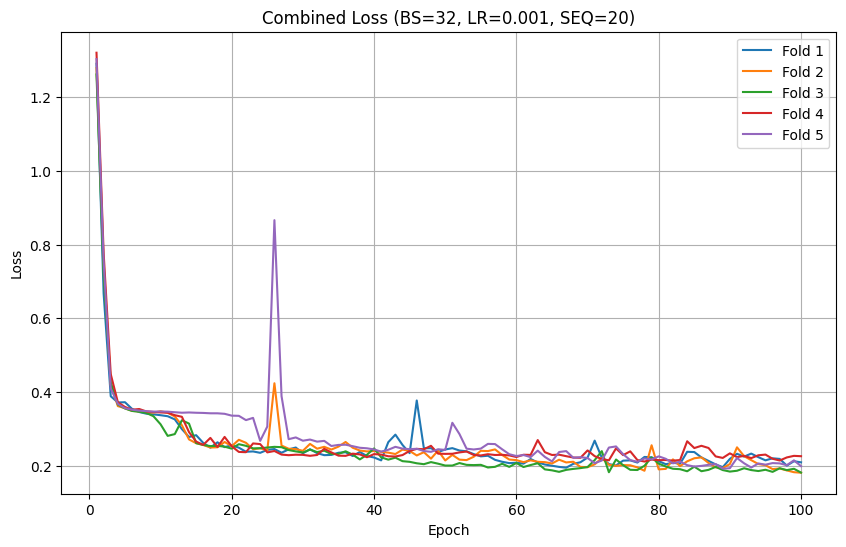 Combined Loss (BS=32, LR=0.001, SEQ=20)
Fold 1
Fold 2
Fold 3
Fold 4
Fold 5
Loss
1.2
1.0
0.8
0.6
0.4
0.2
0 20 40 60 80 100
Epoch